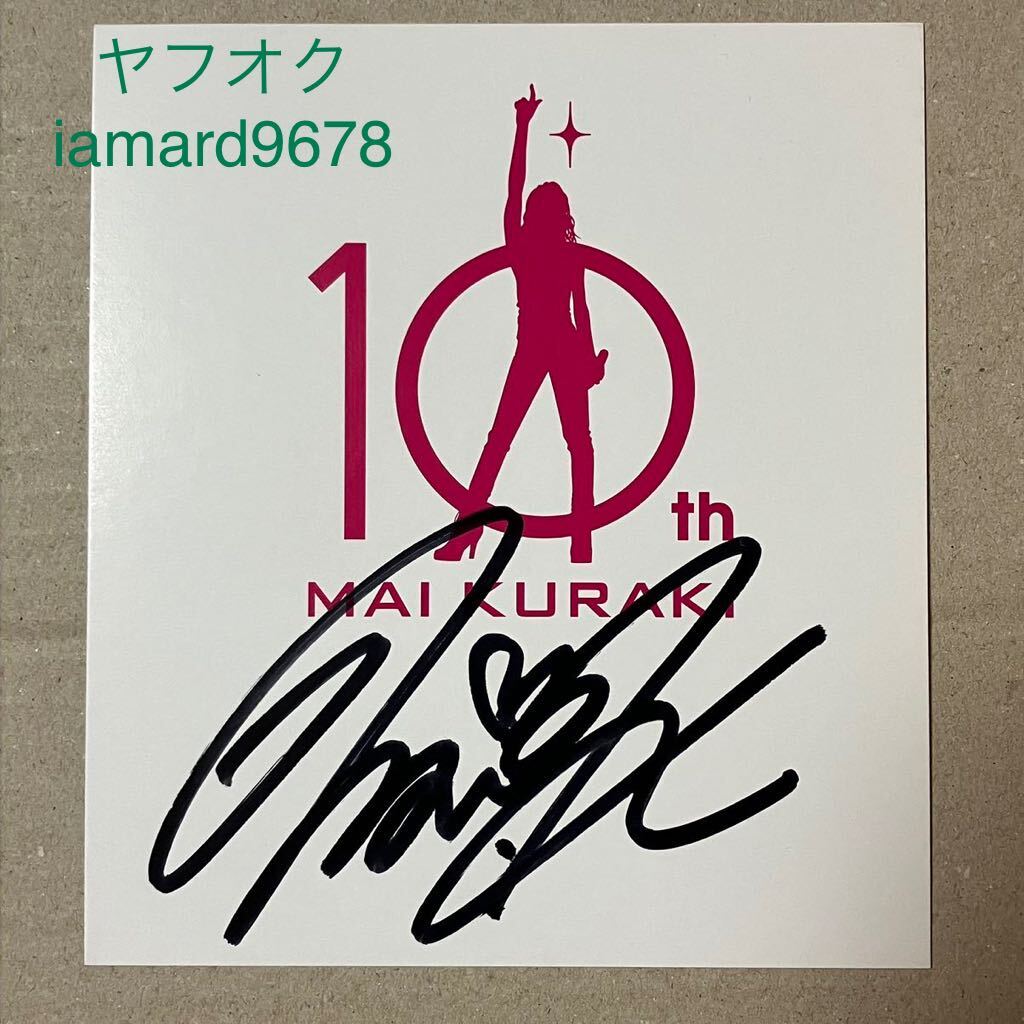 ヤフオク
iamard9678
10th
MAI KURAKI